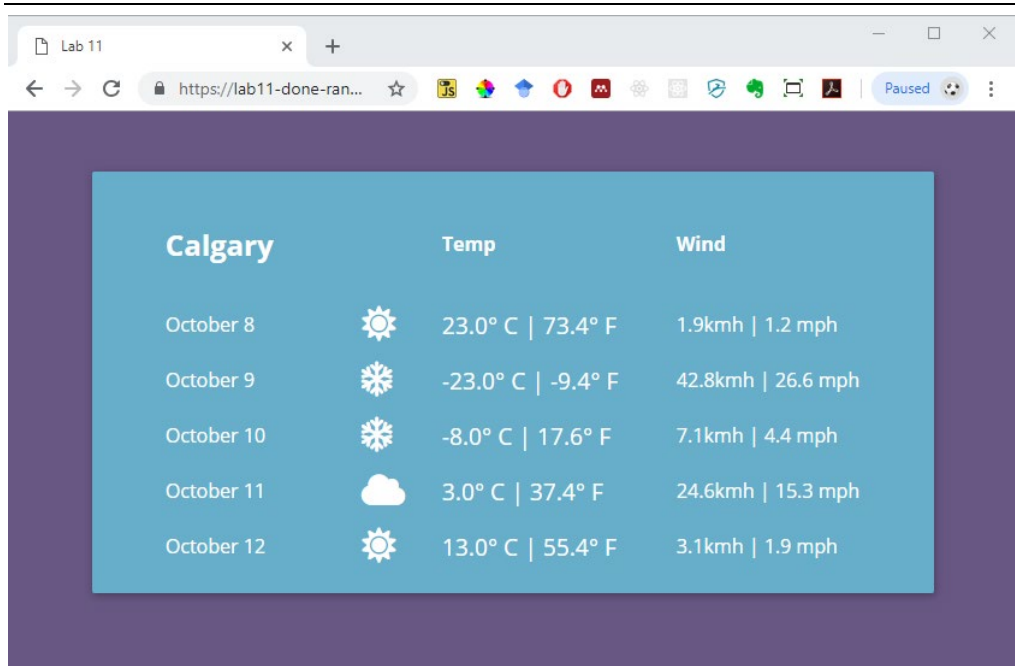 Lab 11
https://lab11-done-ran... Paused
Calgary Temp Wind
October 8 23.0° C | 73.4° F 1.9kmh | 1.2 mph
October 9 -23.0° C | -9.4° F 42.8kmh | 26.6 mph
October 10 -8.0° C | 17.6° F 7.1kmh | 4.4 mph
October 11 3.0° C | 37.4° F 24.6kmh | 15.3 mph
October 12 13.0° C | 55.4° F 3.1kmh | 1.9 mph